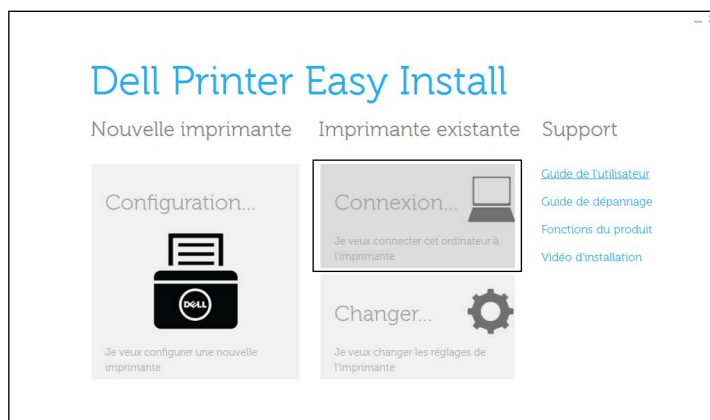 Dell Printer Easy Install
Nouvelle imprimante
Configuration...
DELL
Je veux configurer une nouvelle
imprimante
Imprimante existante
Connexion...
Je veux connecter cet ordinateur à
l'imprimante
Changer...
Je veux changer les réglages de
l'imprimante
Support
Guide de l'utilisateur
Guide de dépannage
Fonctions du produit
Vidéo d'installation